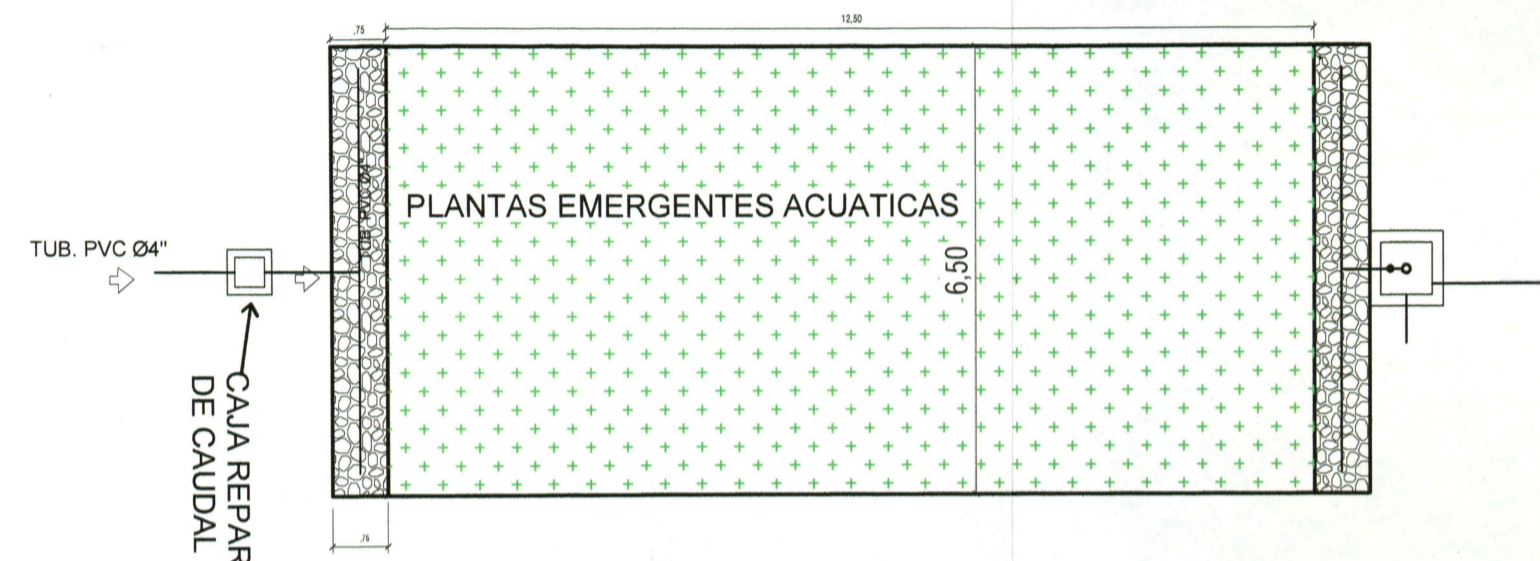 ,75
12,50
PLANTAS EMERGENTES ACUATICAS
6,50
TUB. PVC Ø4"
CAJA REPAR
DE CAUDAL
,75